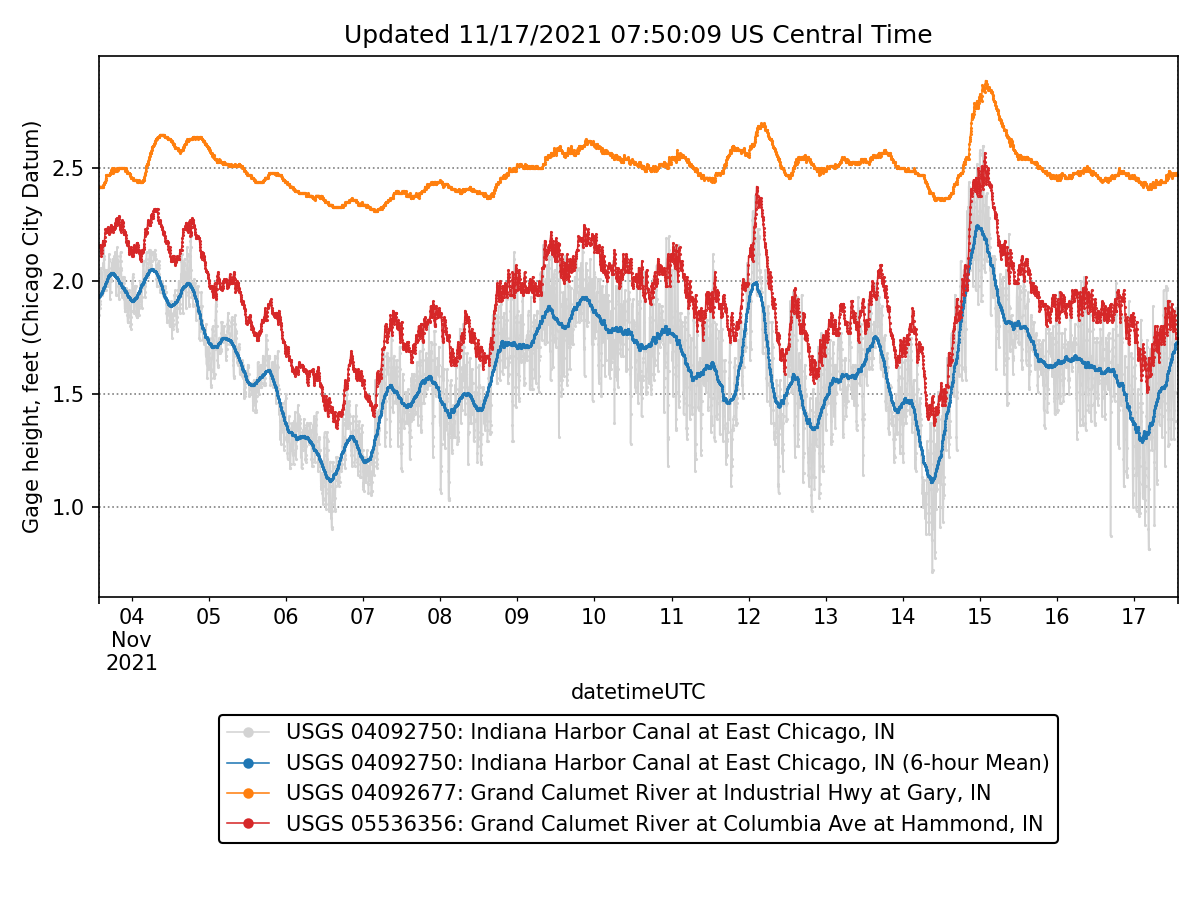 Updated 11/17/2021 07:50:09 US Central Time
Gage height, feet (Chicago City Datum)
2.5
2.0
1.5
1.0
04 05 06 07 08 09 10 11 12 13 14 15 16 17
Nov
2021
datetimeUTC
USGS 04092750: Indiana Harbor Canal at East Chicago, IN
USGS 04092750: Indiana Harbor Canal at East Chicago, IN (6-hour Mean)
USGS 04092677: Grand Calumet River at Industrial Hwy at Gary, IN
USGS 05536356: Grand Calumet River at Columbia Ave at Hammond, IN